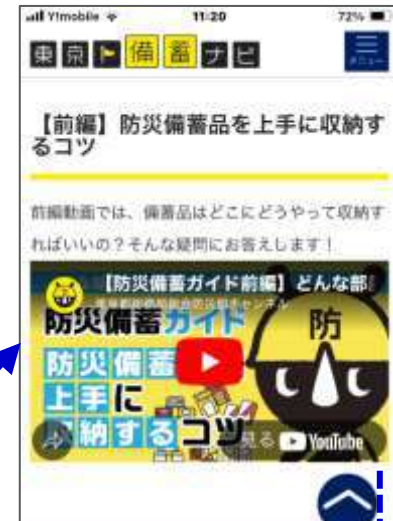 Y!mobile 11:20 72%
東京備蓄ナビ
メニュー
【前編】防災備蓄品を上手に収納す
るコツ
前編動画では、備蓄品はどこにどうやって収納す
ればいいの？そんな疑問にお答えします！
【防災備蓄ガイド前編】どんな部
防災備蓄ガイド
防
防災備蓄
上手に
納するコツ
見る YouTube